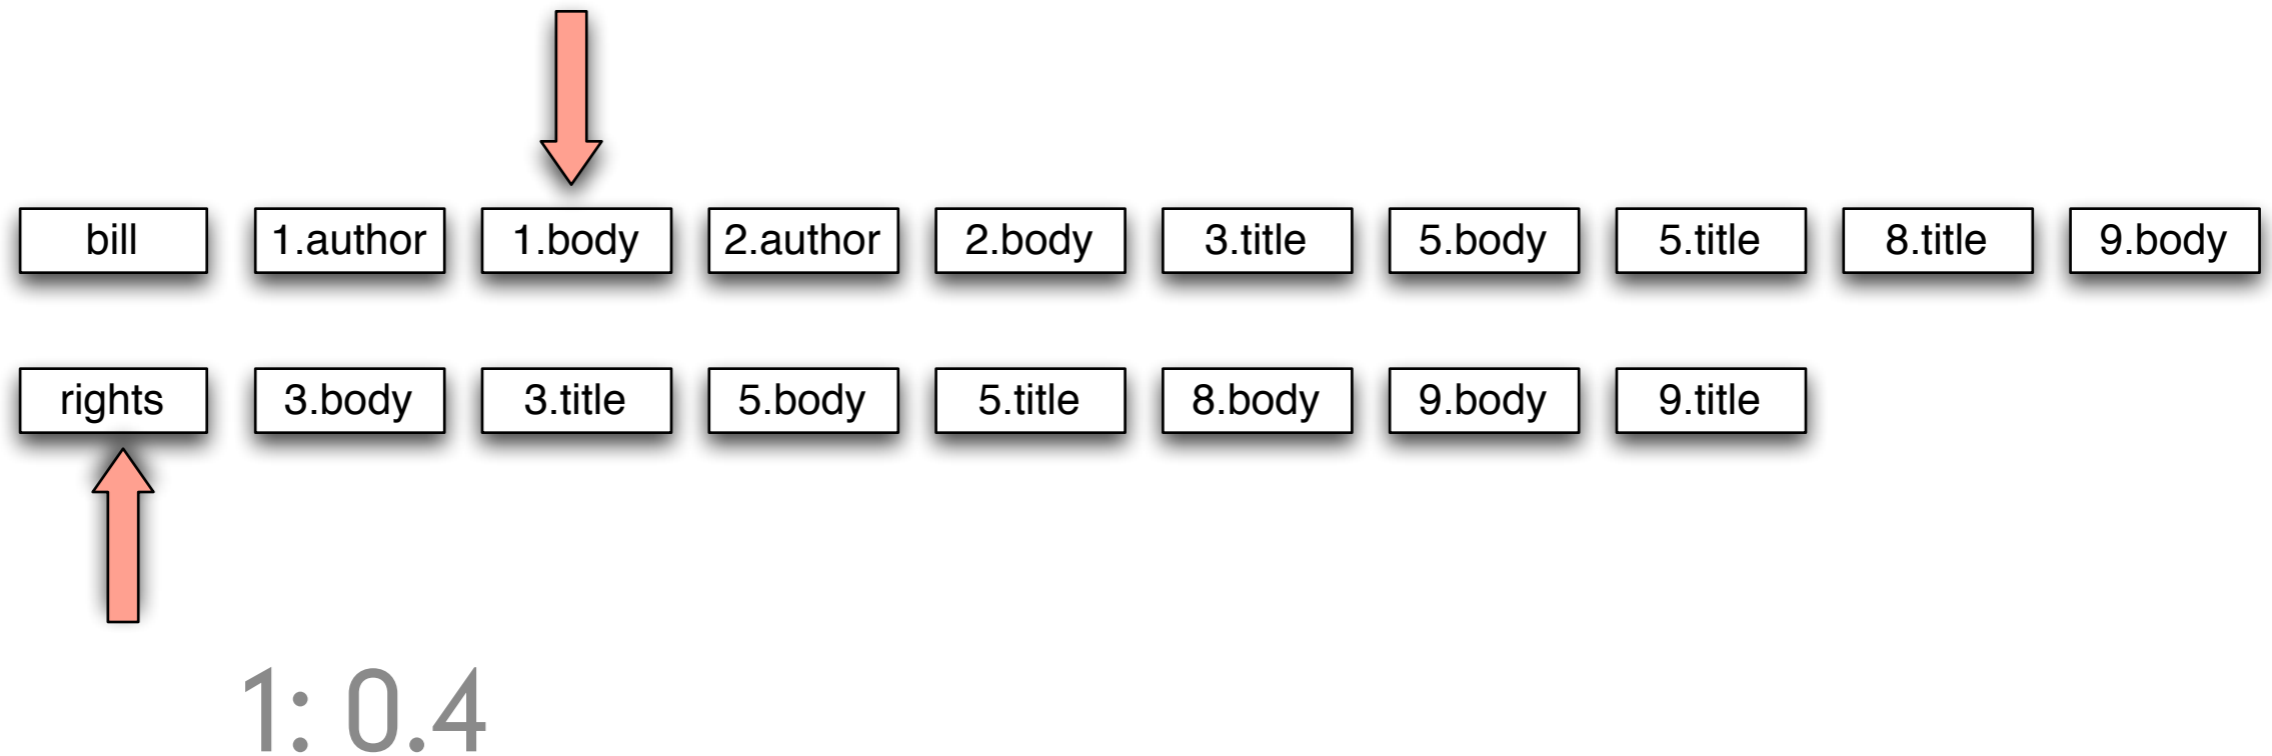 bill 1.author 1.body 2.author 2.body 3.title 5.body 5.title 8.title 9.body
rights 3.body 3.title 5.body 5.title 8.body 9.body 9.title
1: 0.4